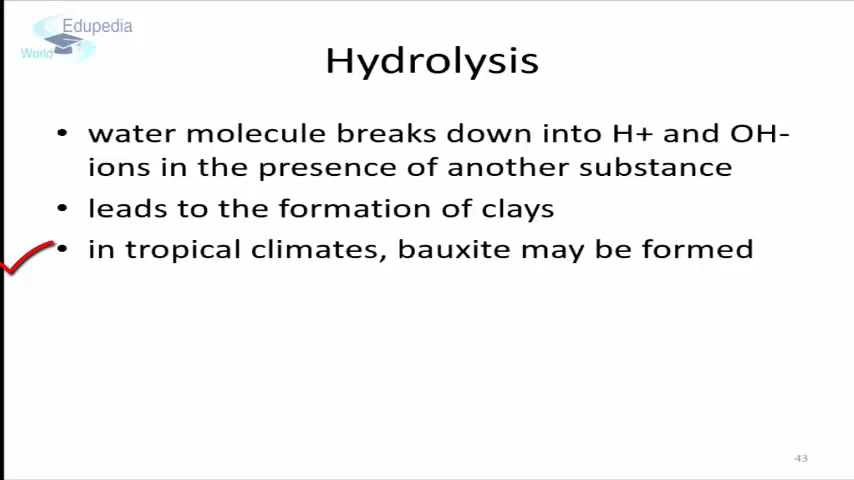 Edupedia
World
Hydrolysis
• water molecule breaks down into H+ and OH-
ions in the presence of another substance
• leads to the formation of clays
• in tropical climates, bauxite may be formed
43